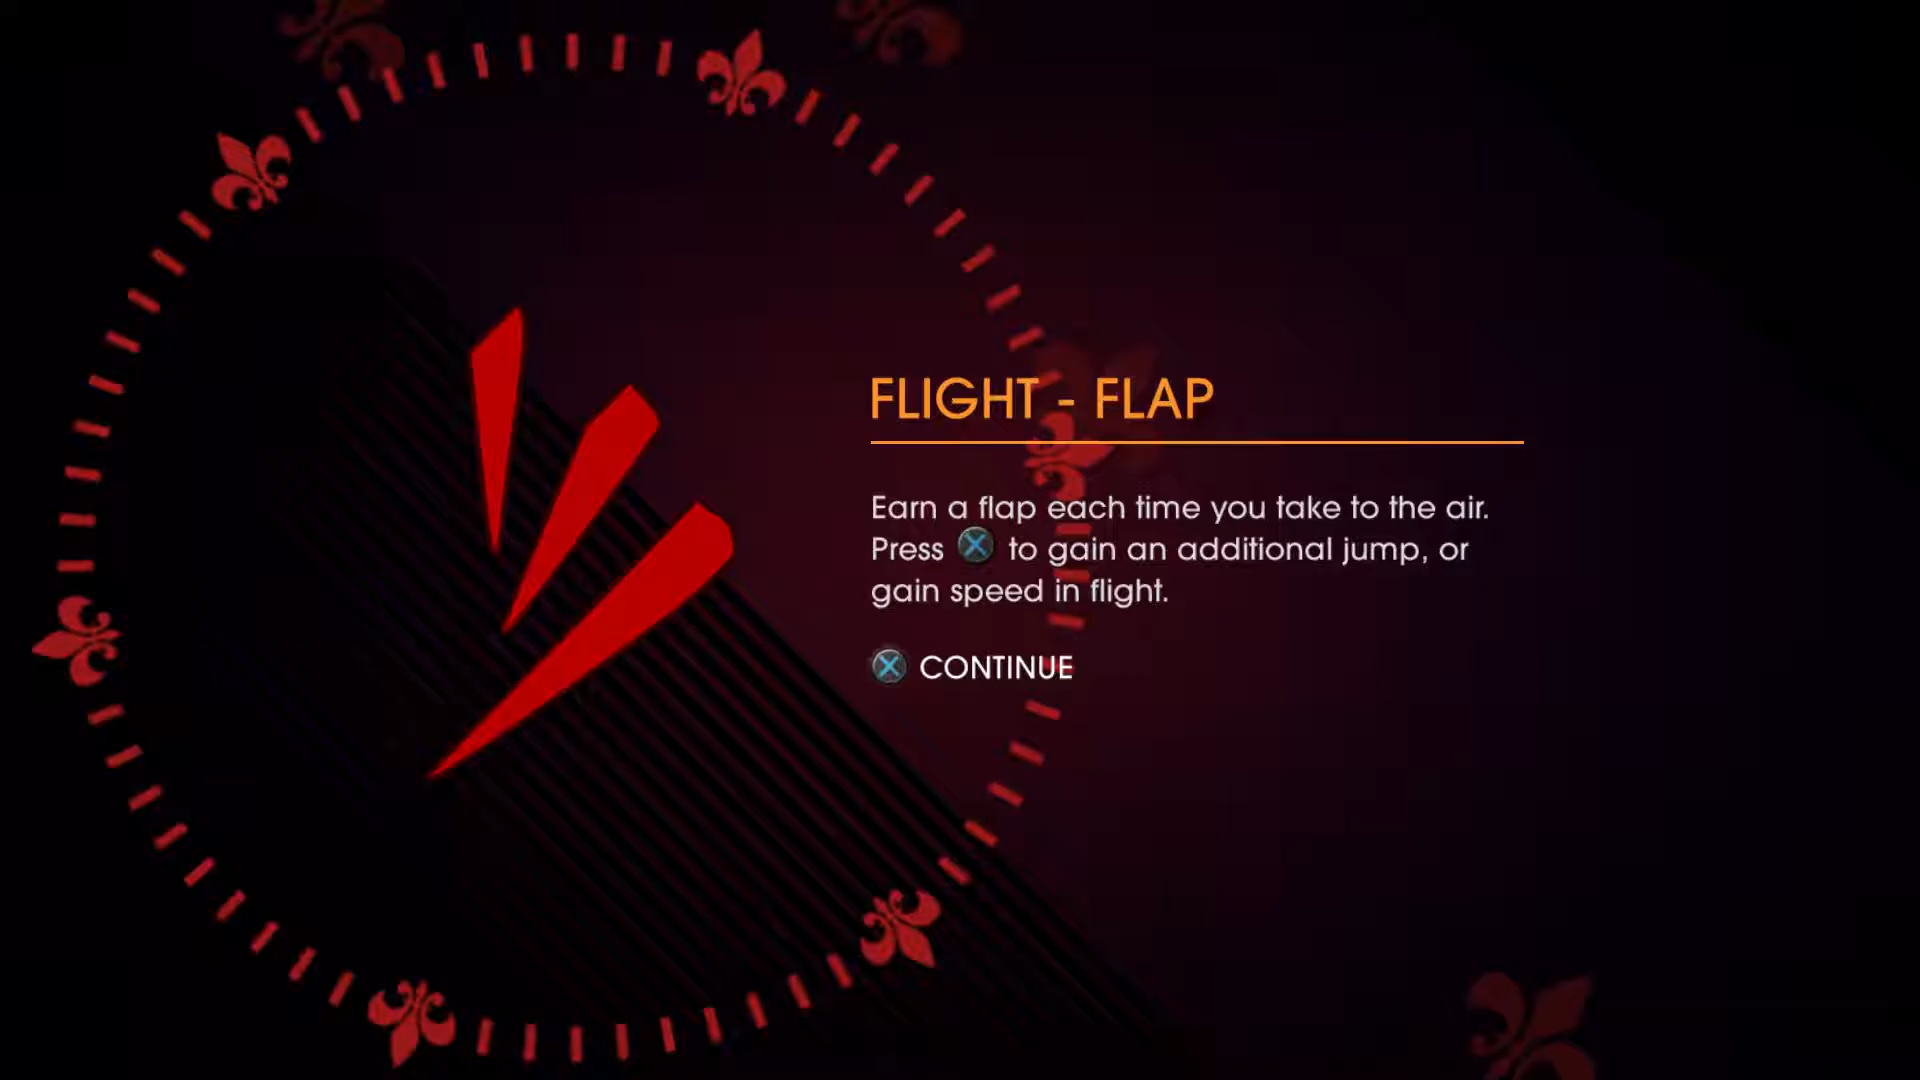 FLIGHT - FLAP
Earn a flap each time you take to the air.
Press to gain an additional jump, or
gain speed in flight.
CONTINUE